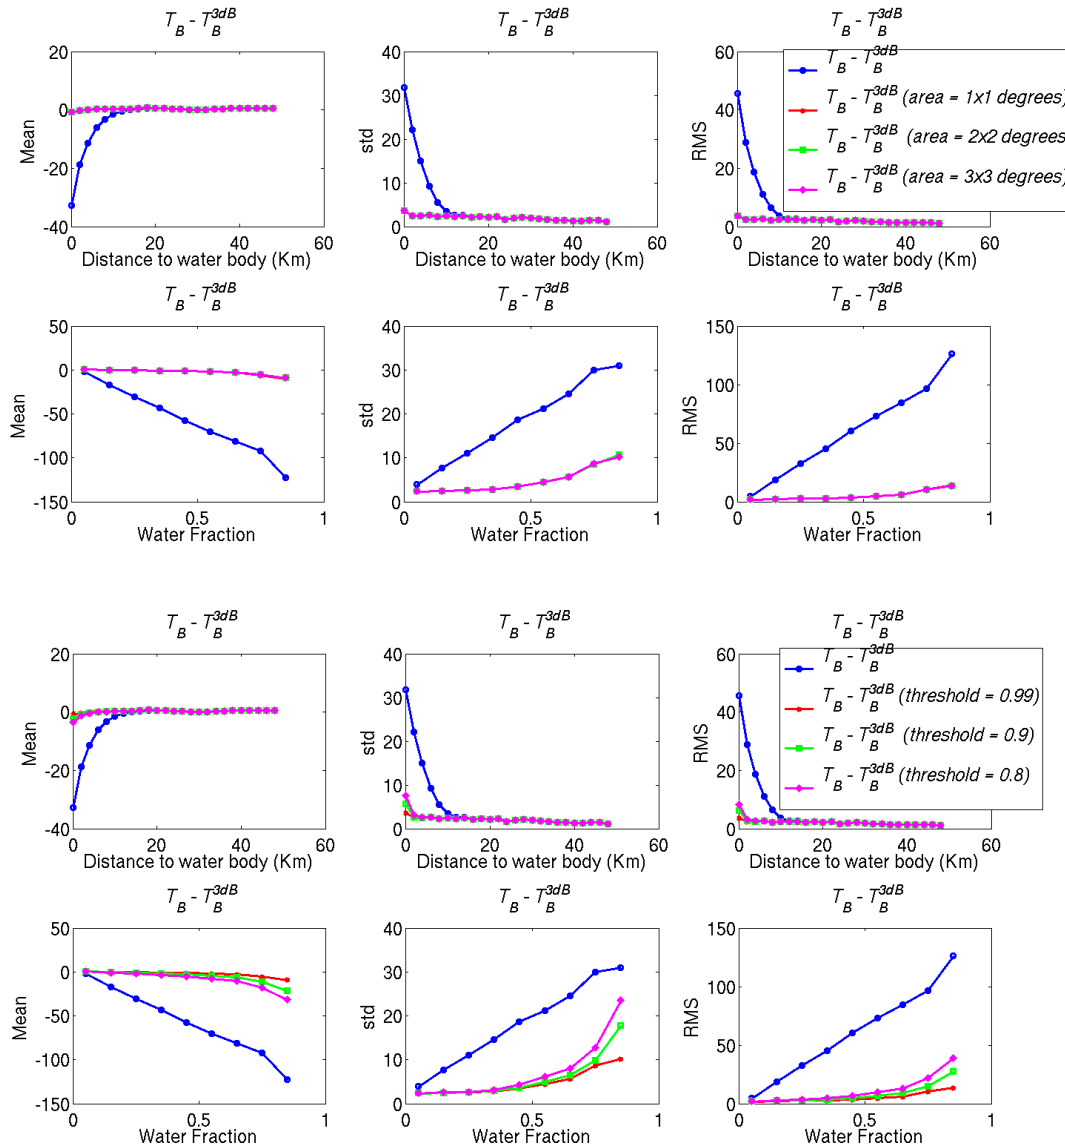 T_B - T_B^3dB
T_B - T_B^3dB
T_B - T_B^3dB
20
0
-20
-40
Mean
0 20 40 60
Distance to water body (Km)
40
30
20
10
0
std
0 20 40 60
Distance to water body (Km)
60
40
20
0
RMS
0 20 40 60
Distance to water body (Km)
T_B - T_B^3dB
T_B - T_B^3dB (area = 1x1 degrees)
T_B - T_B^3dB (area = 2x2 degrees
T_B - T_B^3dB (area = 3x3 degrees)
T_B - T_B^3dB
T_B - T_B^3dB
T_B - T_B^3dB
50
0
-50
-100
-150
Mean
0 0.5 1
Water Fraction
40
30
20
10
0
std
0 0.5 1
Water Fraction
150
100
50
0
RMS
0 0.5 1
Water Fraction
T_B - T_B^3dB
T_B - T_B^3dB
T_B - T_B^3dB
20
0
-20
-40
Mean
0 20 40 60
Distance to water body (Km)
40
30
20
10
0
std
0 20 40 60
Distance to water body (Km)
60
40
20
0
RMS
0 20 40 60
Distance to water body (Km)
T_B - T_B^3dB
T_B - T_B^3dB (threshold = 0.99)
T_B - T_B^3dB (threshold = 0.9)
T_B - T_B^3dB (threshold = 0.8)
T_B - T_B^3dB
T_B - T_B^3dB
T_B - T_B^3dB
50
0
-50
-100
-150
Mean
0 0.5 1
Water Fraction
40
30
20
10
0
std
0 0.5 1
Water Fraction
150
100
50
0
RMS
0 0.5 1
Water Fraction